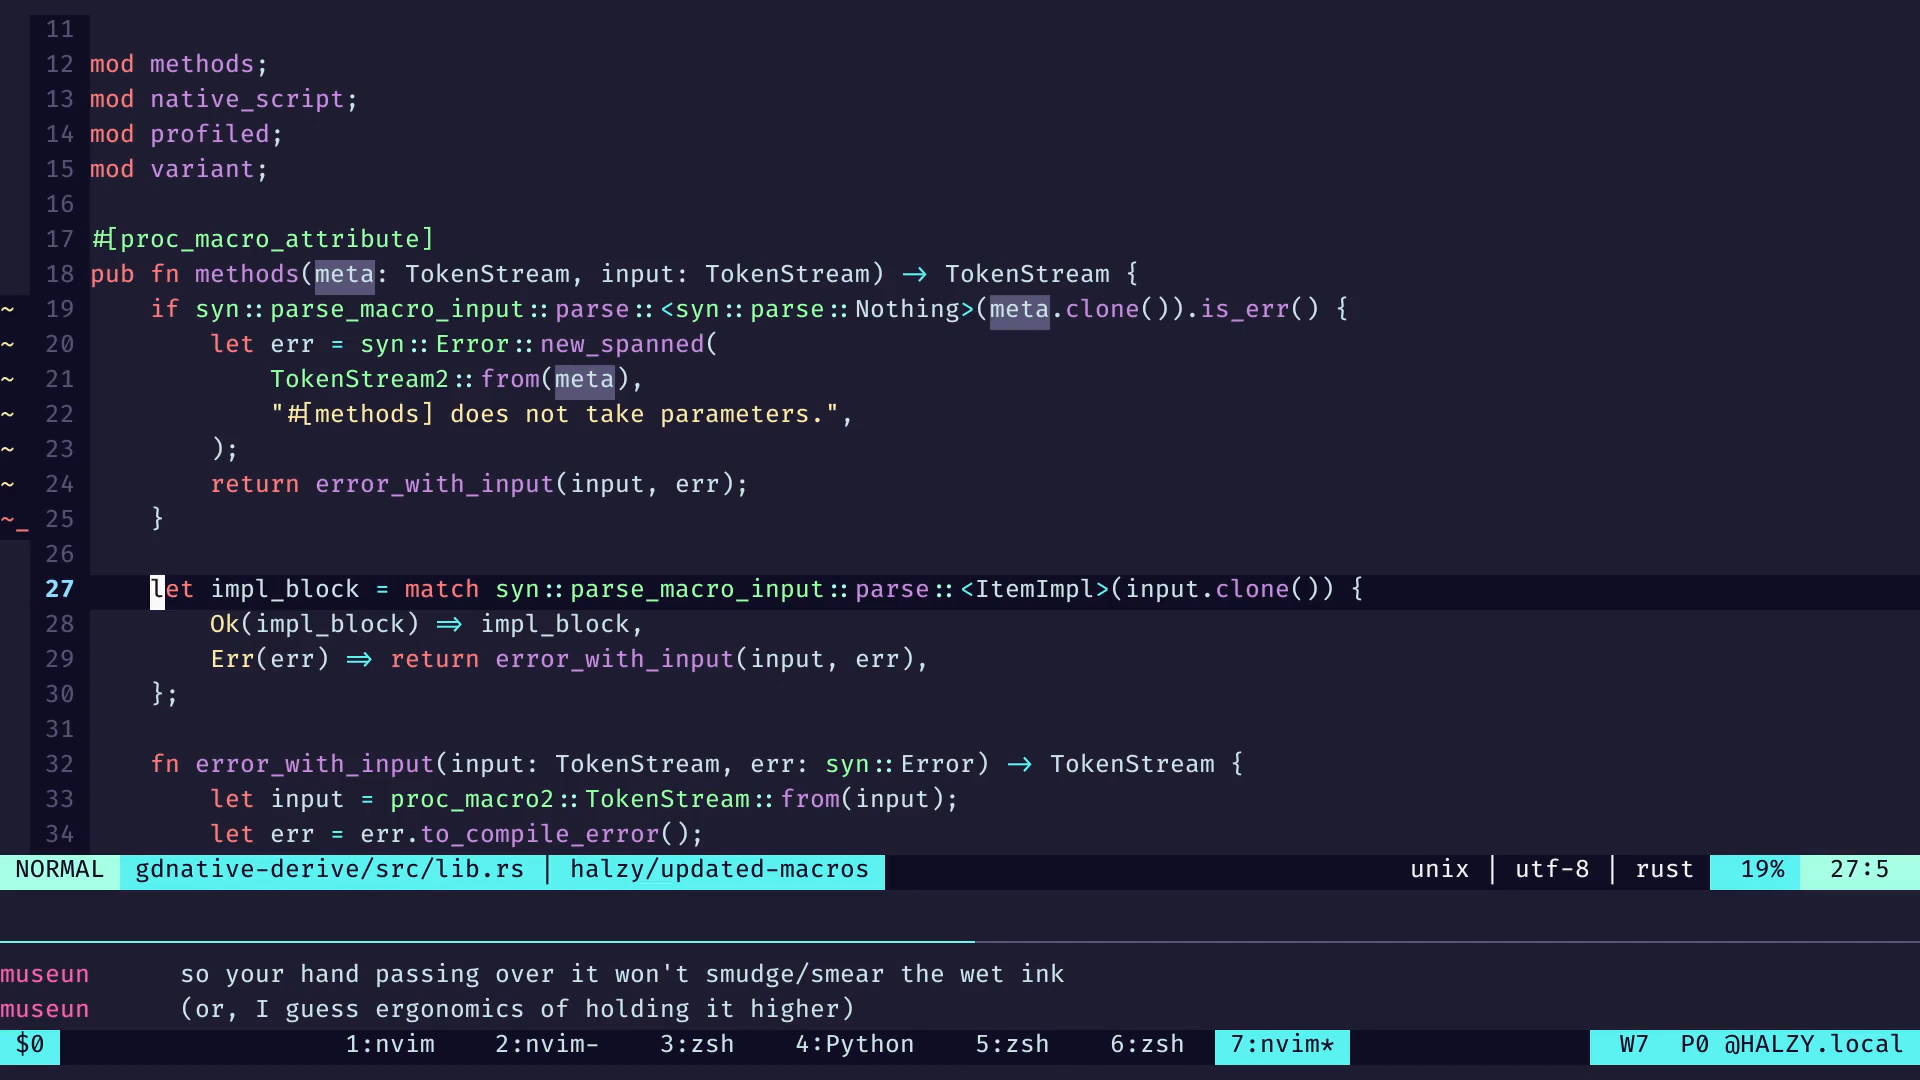 11
12 mod methods;
13 mod native_script;
14 mod profiled;
15 mod variant;
16
17 #[proc_macro_attribute]
18 pub fn methods(meta: TokenStream, input: TokenStream) -> TokenStream {
~ 19     if syn::parse_macro_input::parse::<syn::parse::Nothing>(meta.clone()).is_err() {
~ 20         let err = syn::Error::new_spanned(
~ 21             TokenStream2::from(meta),
~ 22             "#[methods] does not take parameters.",
~ 23         );
~ 24         return error_with_input(input, err);
~_ 25     }
26
27     let impl_block = match syn::parse_macro_input::parse::<ItemImpl>(input.clone()) {
28         Ok(impl_block) => impl_block,
29         Err(err) => return error_with_input(input, err),
30     };
31
32     fn error_with_input(input: TokenStream, err: syn::Error) -> TokenStream {
33         let input = proc_macro2::TokenStream::from(input);
34         let err = err.to_compile_error();
NORMAL gdnative-derive/src/lib.rs | halzy/updated-macros unix | utf-8 | rust 19% 27:5
museun so your hand passing over it won't smudge/smear the wet ink
museun (or, I guess ergonomics of holding it higher)
$0 1:nvim 2:nvim- 3:zsh 4:Python 5:zsh 6:zsh 7:nvim* W7 P0 @HALZY.local